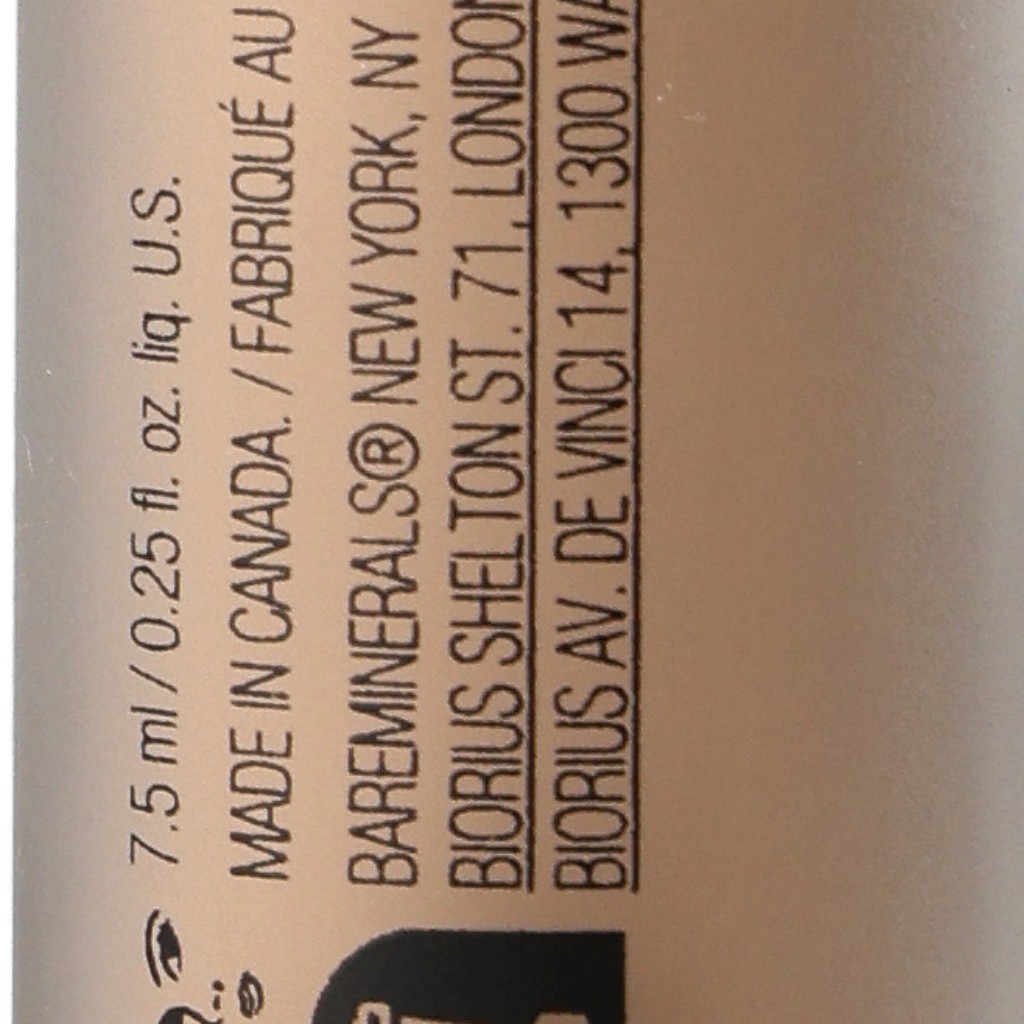 7.5 ml / 0.25 fl. oz. liq. U.S.
MADE IN CANADA. / FABRIQUÉ AU
BAREMINERALS® NEW YORK, NY
BIORIUS SHELTON ST. 71, LONDON
BIORIUS AV. DE VINCI 14, 1300 WA